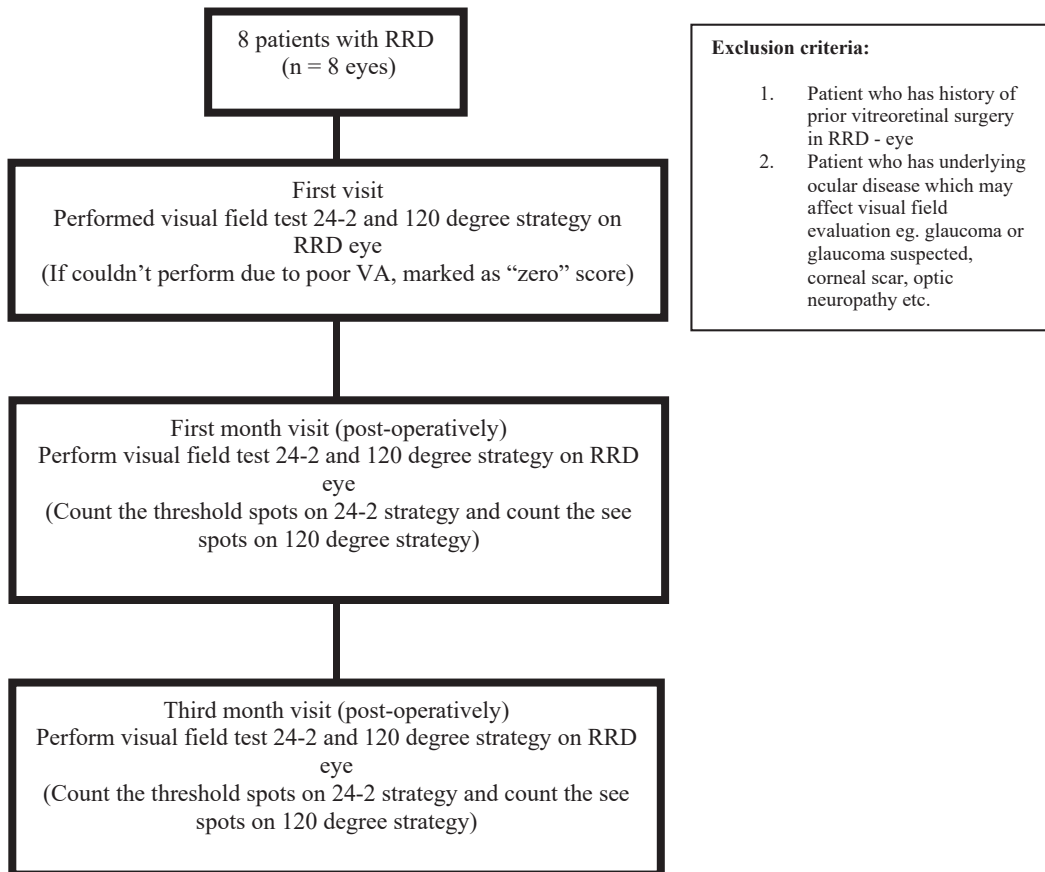 8 patients with RRD
(n = 8 eyes)
First visit
Performed visual field test 24-2 and 120 degree strategy on
RRD eye
(If couldn't perform due to poor VA, marked as “zero” score)
First month visit (post-operatively)
Perform visual field test 24-2 and 120 degree strategy on RRD
eye
(Count the threshold spots on 24-2 strategy and count the see
spots on 120 degree strategy)
Third month visit (post-operatively)
Perform visual field test 24-2 and 120 degree strategy on RRD
eye
(Count the threshold spots on 24-2 strategy and count the see
spots on 120 degree strategy)
Exclusion criteria:
1. Patient who has history of
prior vitreoretinal surgery
in RRD - eye
2. Patient who has underlying
ocular disease which may
affect visual field
evaluation eg. glaucoma or
glaucoma suspected,
corneal scar, optic
neuropathy etc.